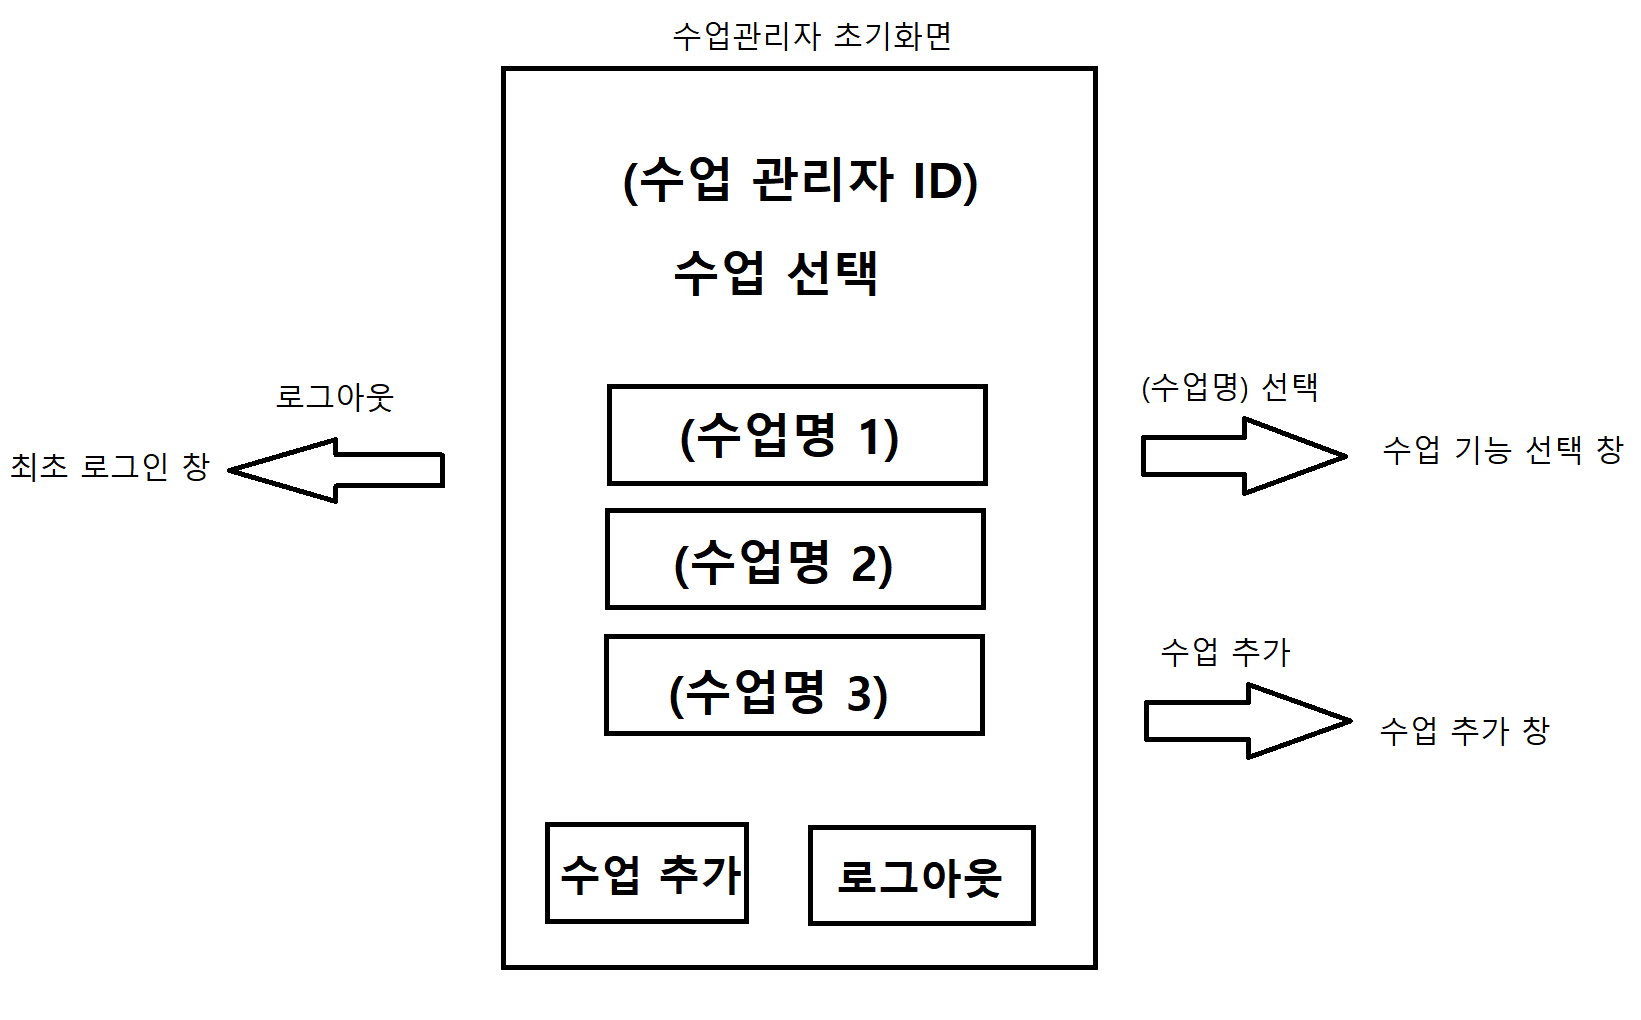 수업관리자 초기화면
(수업 관리자 ID)
수업 선택
(수업명 1)
(수업명 2)
(수업명 3)
수업 추가
로그아웃
로그아웃
최초 로그인 창
(수업명) 선택
수업 기능 선택 창
수업 추가
수업 추가 창